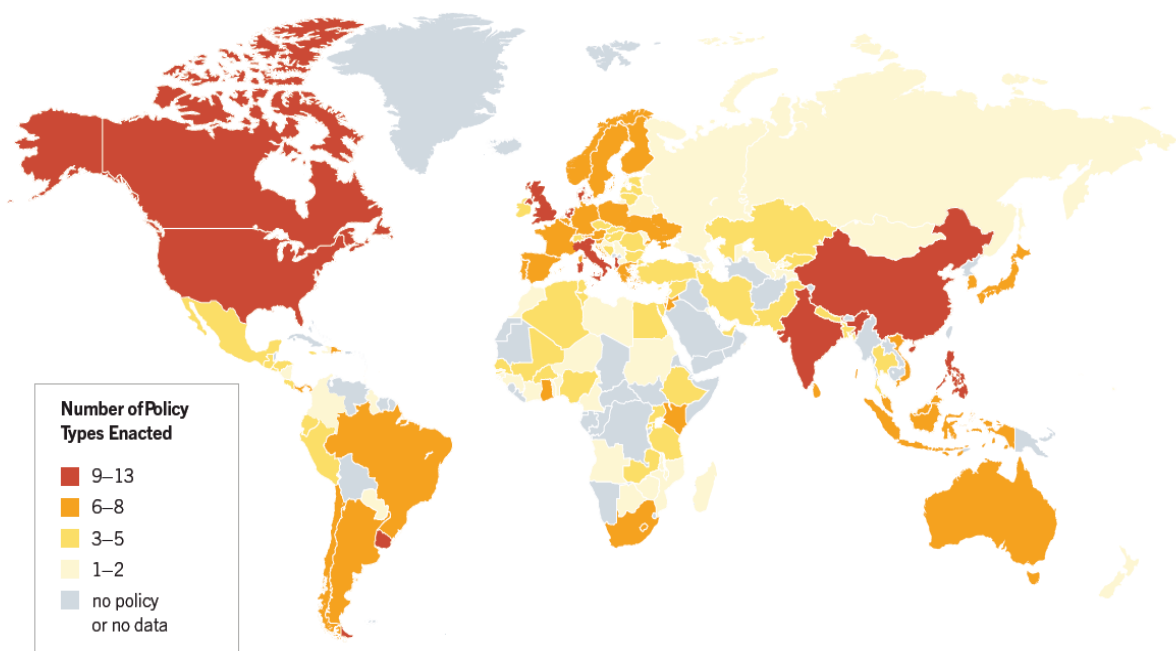 Number of Policy
Types Enacted
9–13
6–8
3–5
1–2
no policy
or no data